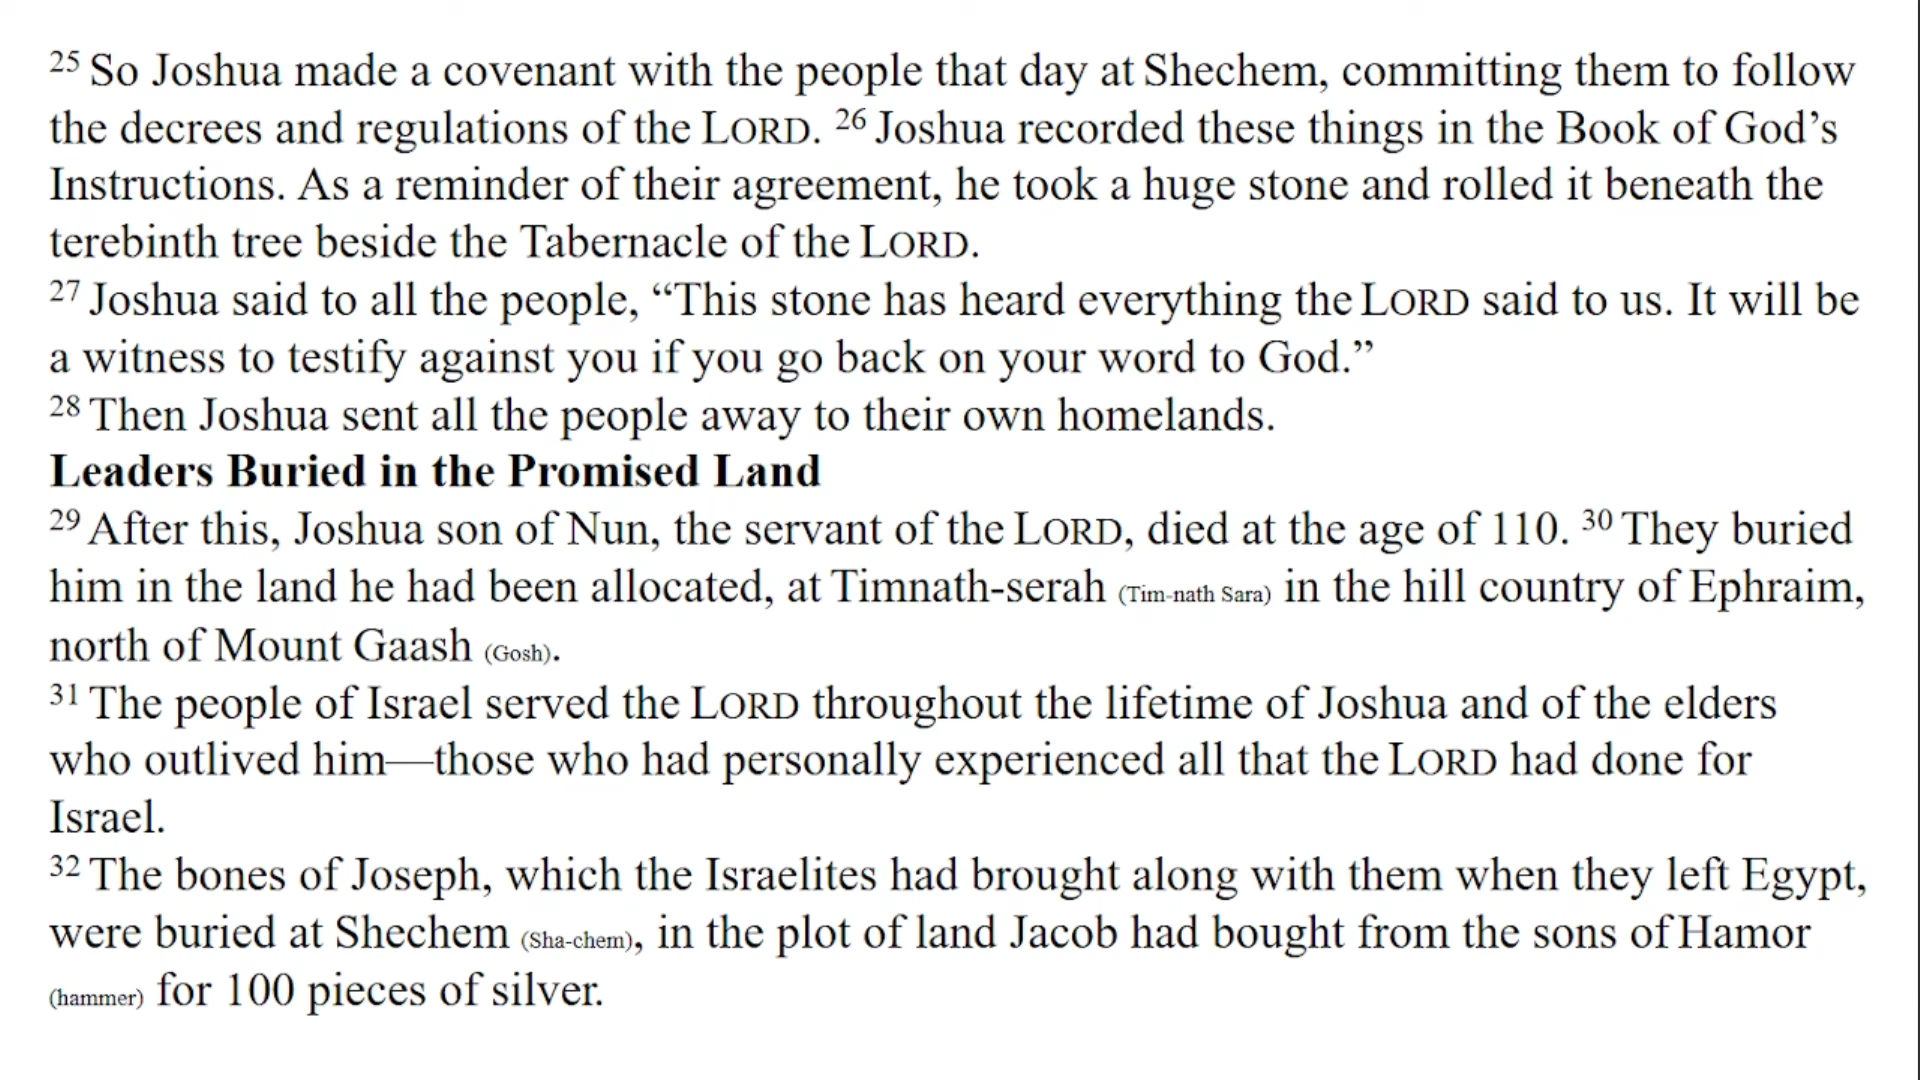 25 So Joshua made a covenant with the people that day at Shechem, committing them to follow
the decrees and regulations of the LORD. 26 Joshua recorded these things in the Book of God’s
Instructions. As a reminder of their agreement, he took a huge stone and rolled it beneath the
terebinth tree beside the Tabernacle of the LORD.
27 Joshua said to all the people, “This stone has heard everything the LORD said to us. It will be
a witness to testify against you if you go back on your word to God.”
28 Then Joshua sent all the people away to their own homelands.
Leaders Buried in the Promised Land
29 After this, Joshua son of Nun, the servant of the LORD, died at the age of 110. 30 They buried
him in the land he had been allocated, at Timnath-serah (Tim-nath Sara) in the hill country of Ephraim,
north of Mount Gaash (Gosh).
31 The people of Israel served the LORD throughout the lifetime of Joshua and of the elders
who outlived him—those who had personally experienced all that the LORD had done for
Israel.
32 The bones of Joseph, which the Israelites had brought along with them when they left Egypt,
were buried at Shechem (Sha-chem), in the plot of land Jacob had bought from the sons of Hamor
(hammer) for 100 pieces of silver.